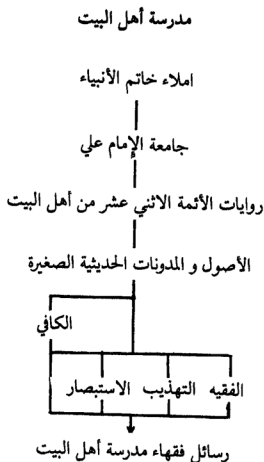 مدرسة أهل البيت
املاء خاتم الأنبياء
جامعة الإمام علي
روايات الأئمة الاثني عشر من أهل البيت
الأصول و المدونات الحديثية الصغيرة
الكافي
الفقيه التهذيب الاستبصار
رسائل فقهاء مدرسة أهل البيت